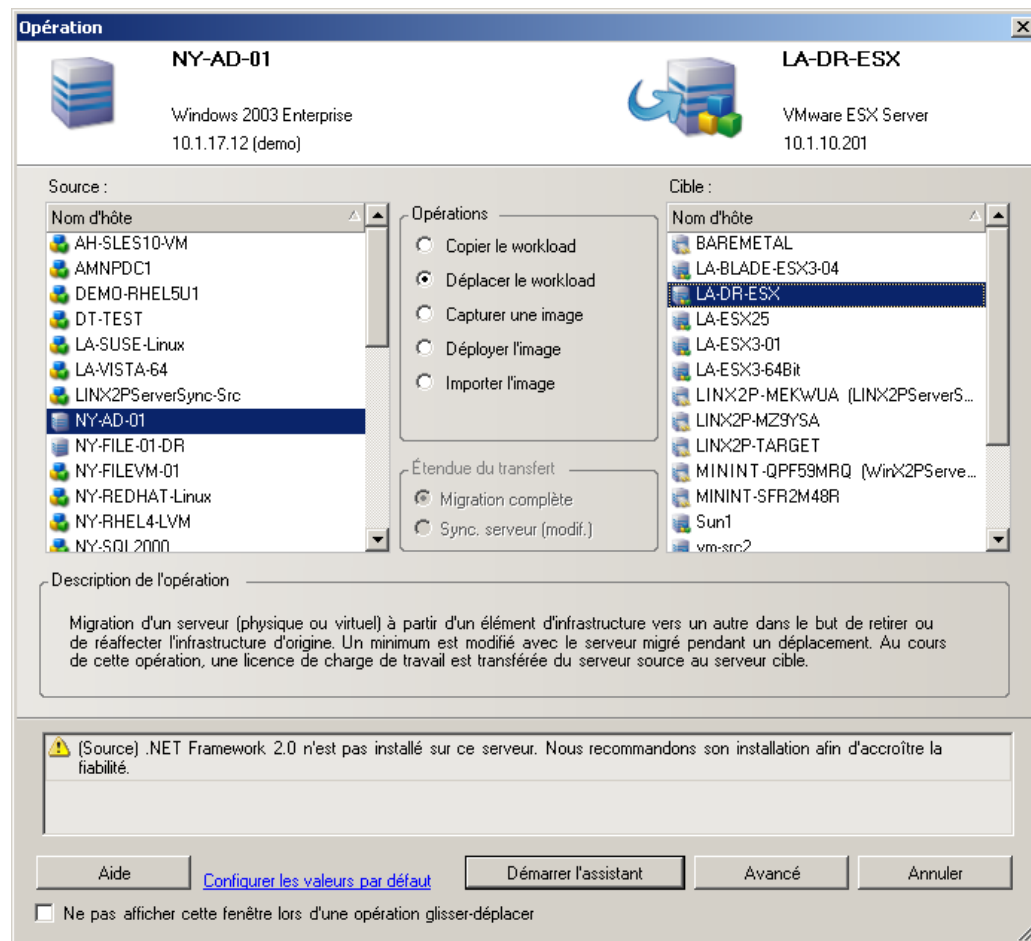 Opération
NY-AD-01
Windows 2003 Enterprise
10.1.17.12 (demo)
LA-DR-ESX
VMware ESX Server
10.1.10.201
Source :
Nom d'hôte
AH-SLES10-VM
AMNPDC1
DEMO-RHEL5U1
DT-TEST
LA-SUSE-Linux
LA-VISTA-64
LINX2PServerSync-Src
NY-AD-01
NY-FILE-01-DR
NY-FILEVM-01
NY-REDHAT-Linux
NY-RHEL4-LVM
NY-SQL2000
Opérations
Copier le workload
Déplacer le workload
Capturer une image
Déployer l'image
Importer l'image
Étendue du transfert
Migration complète
Sync. serveur (modif.)
Cible :
Nom d'hôte
BAREMETAL
LA-BLADE-ESX3-04
LA-DR-ESX
LA-ESX25
LA-ESX3-01
LA-ESX3-64Bit
LINX2P-MEKWUA (LINX2PServerS...
LINX2P-MZ9YSA
LINX2P-TARGET
MININT-QPF59MRQ (WinX2PServe...
MININT-SFR2M48R
Sun1
vm-src2
Description de l'opération
Migration d'un serveur (physique ou virtuel) à partir d'un élément d'infrastructure vers un autre dans le but de retirer ou
de réaffecter l'infrastructure d'origine. Un minimum est modifié avec le serveur migré pendant un déplacement. Au cours
de cette opération, une licence de charge de travail est transférée du serveur source au serveur cible.
(Source) .NET Framework 2.0 n'est pas installé sur ce serveur. Nous recommandons son installation afin d'accroître la
fiabilité.
Aide
Configurer les valeurs par défaut
Démarrer l'assistant
Avancé
Annuler
Ne pas afficher cette fenêtre lors d'une opération glisser-déplacer